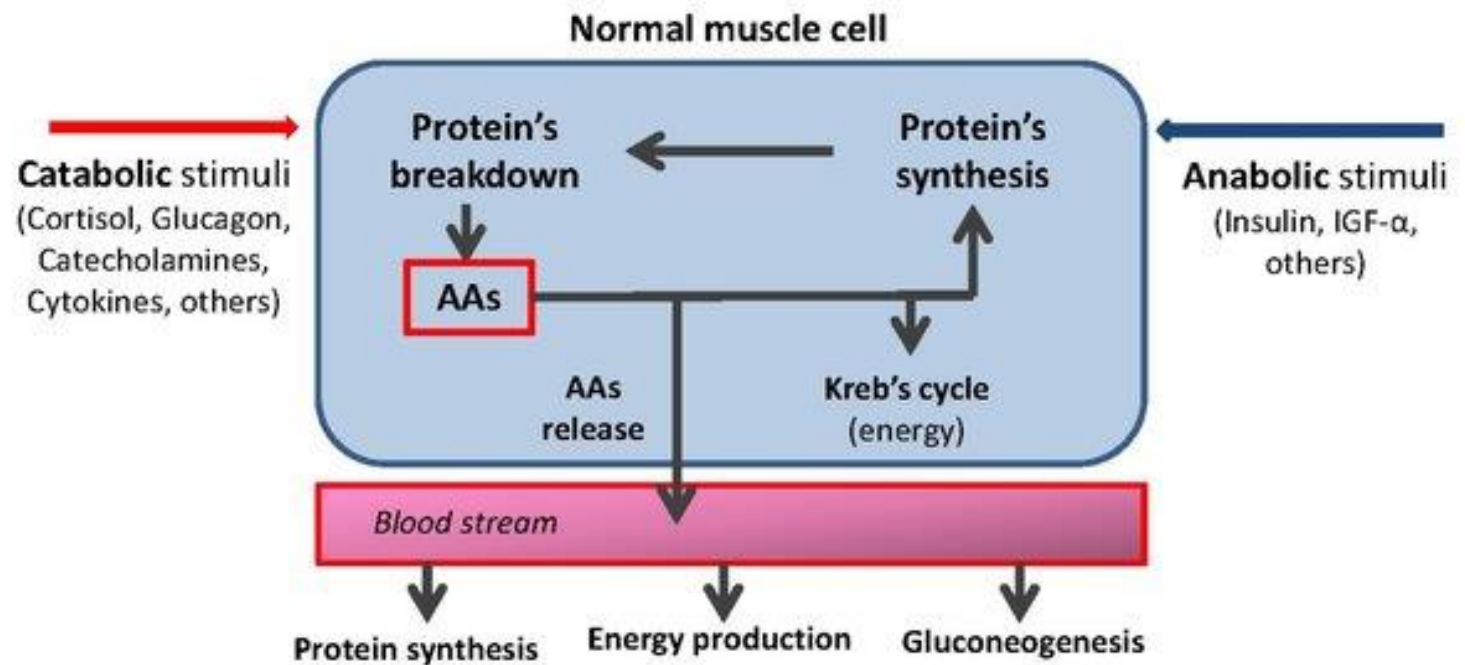 Normal muscle cell
Catabolic stimuli
(Cortisol, Glucagon,
Catecholamines,
Cytokines, others)
Protein's
breakdown
Protein's
synthesis
Anabolic stimuli
(Insulin, IGF-α,
others)
AAs
AAs
release
Kreb's cycle
(energy)
Blood stream
Protein synthesis
Energy production
Gluconeogenesis